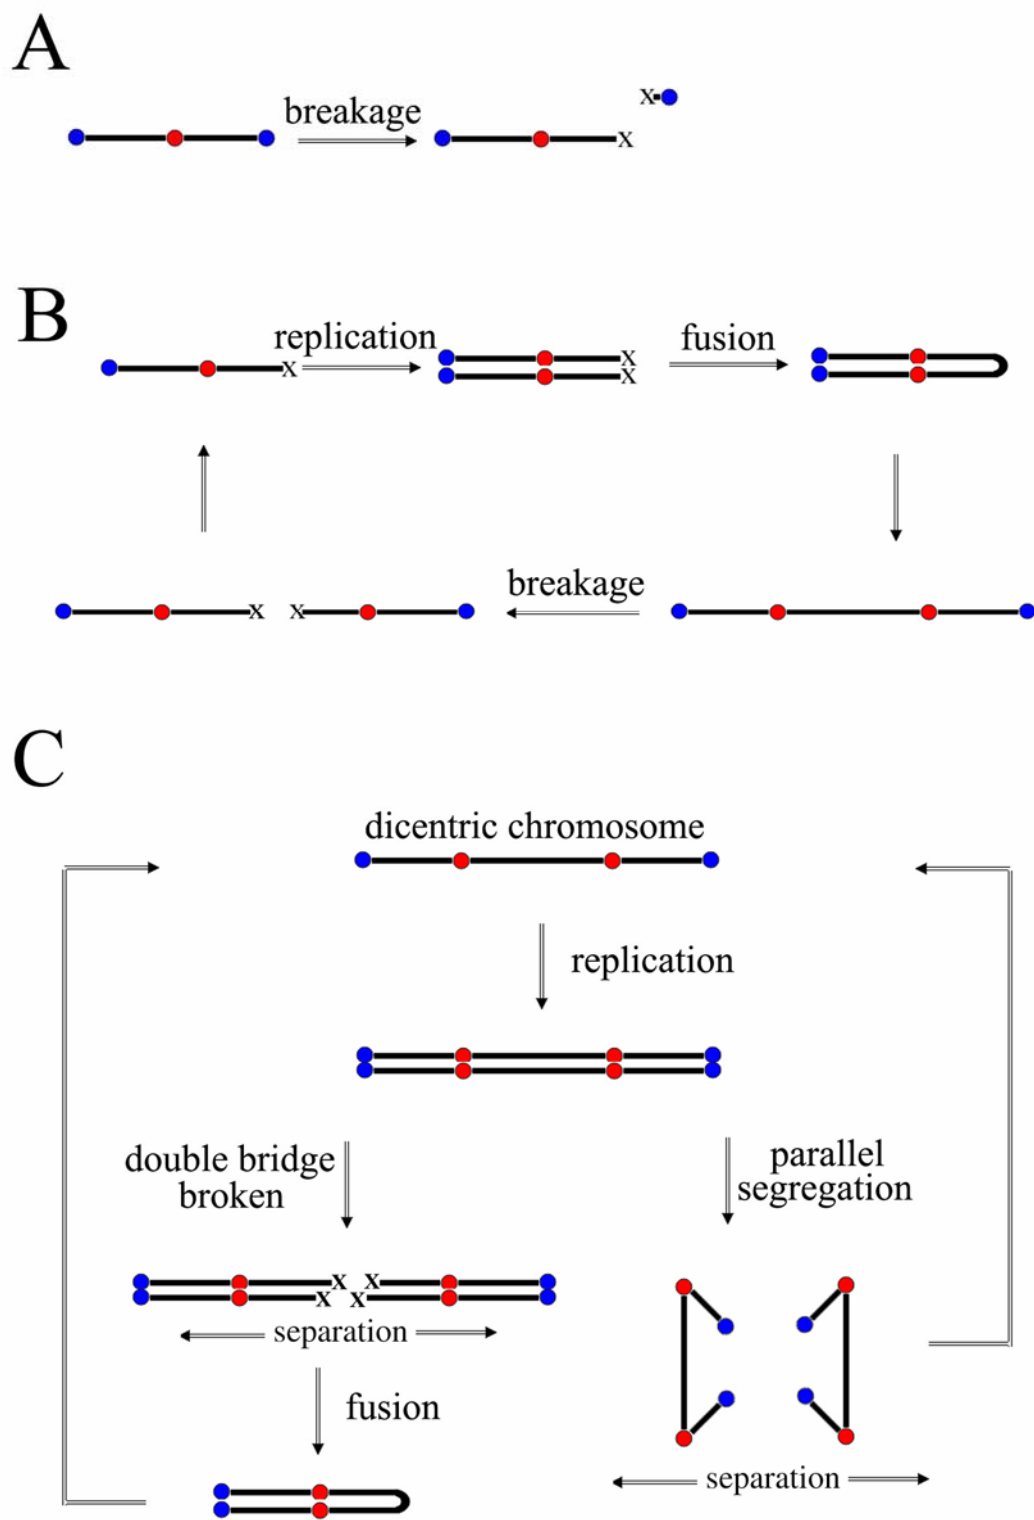 A
breakage
X
X
B
replication
fusion
X
X
X
breakage
X X
C
dicentric chromosome
replication
double bridge
broken
parallel
segregation
X X
X X
separation
fusion
separation